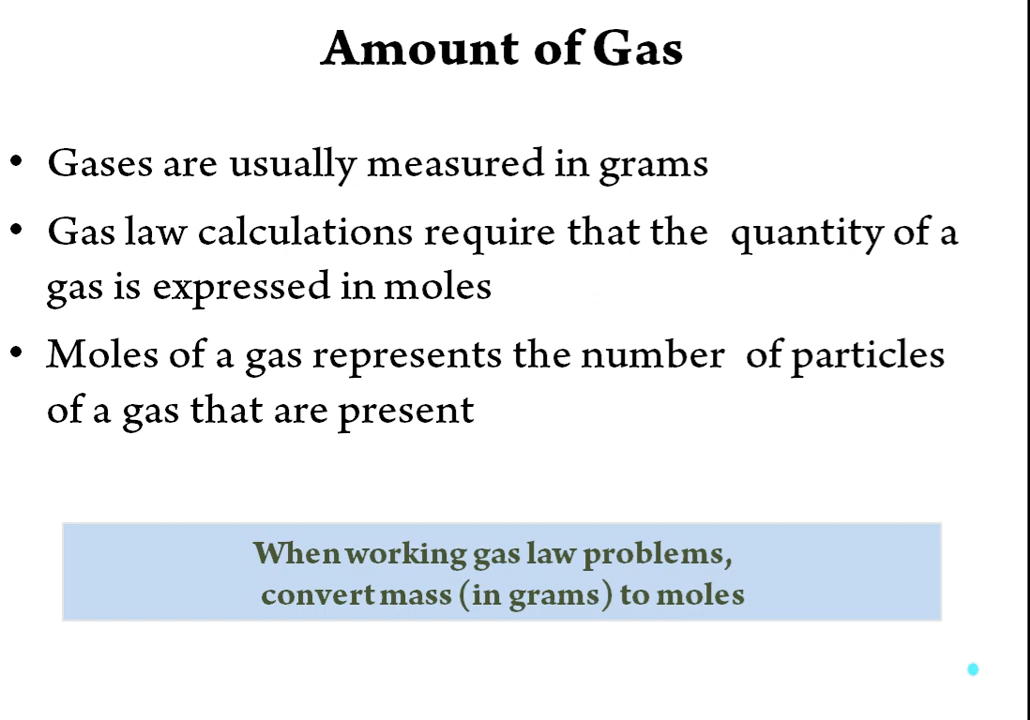 Amount of Gas
• Gases are usually measured in grams
• Gas law calculations require that the quantity of a
gas is expressed in moles
• Moles of a gas represents the number of particles
of a gas that are present
When working gas law problems,
convert mass (in grams) to moles